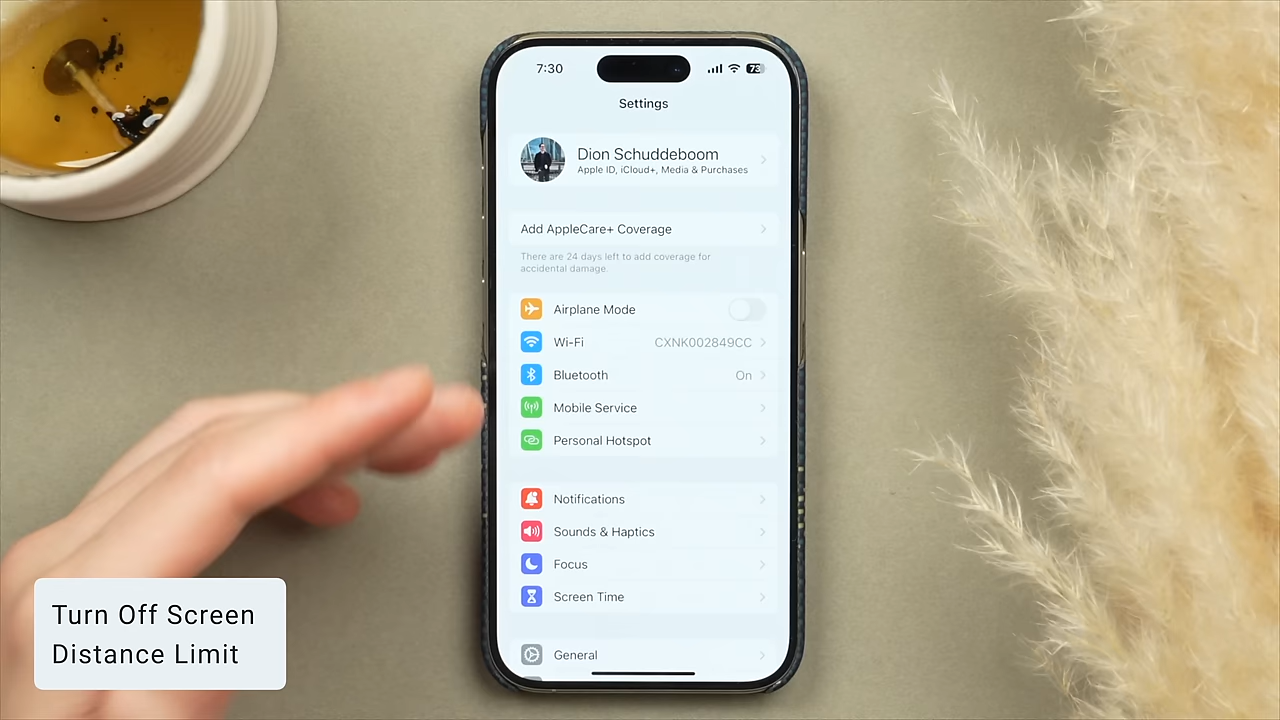 7:30
73
Settings
Dion Schuddeboom
Apple ID, iCloud+, Media & Purchases
Add AppleCare+ Coverage
There are 24 days left to add coverage for
accidental damage.
Airplane Mode
Wi-Fi CXNK002849CC
Bluetooth On
Mobile Service
Personal Hotspot
Notifications
Sounds & Haptics
Focus
Screen Time
General
Turn Off Screen
Distance Limit